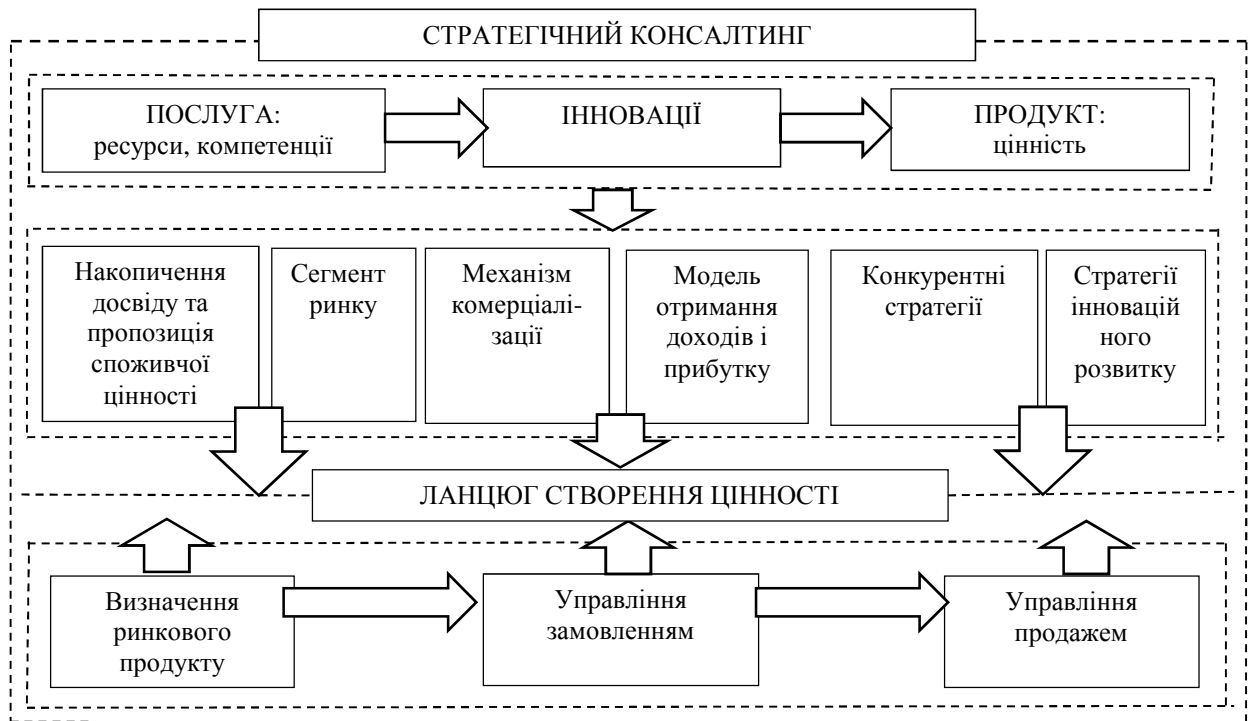 СТРАТЕГІЧНИЙ КОНСАЛТИНГ
ПОСЛУГА:
ресурси, компетенції
ІННОВАЦІЇ
ПРОДУКТ:
цінність
Накопичення
досвіду та
пропозиція
споживчої
цінності
Сегмент
ринку
Механізм
комерціалі-
зації
Модель
отримання
доходів і
прибутку
Конкурентні
стратегії
Стратегії
інновацій
ного
розвитку
ЛАНЦЮГ СТВОРЕННЯ ЦІННОСТІ
Визначення
ринкового
продукту
Управління
замовленням
Управління
продажем